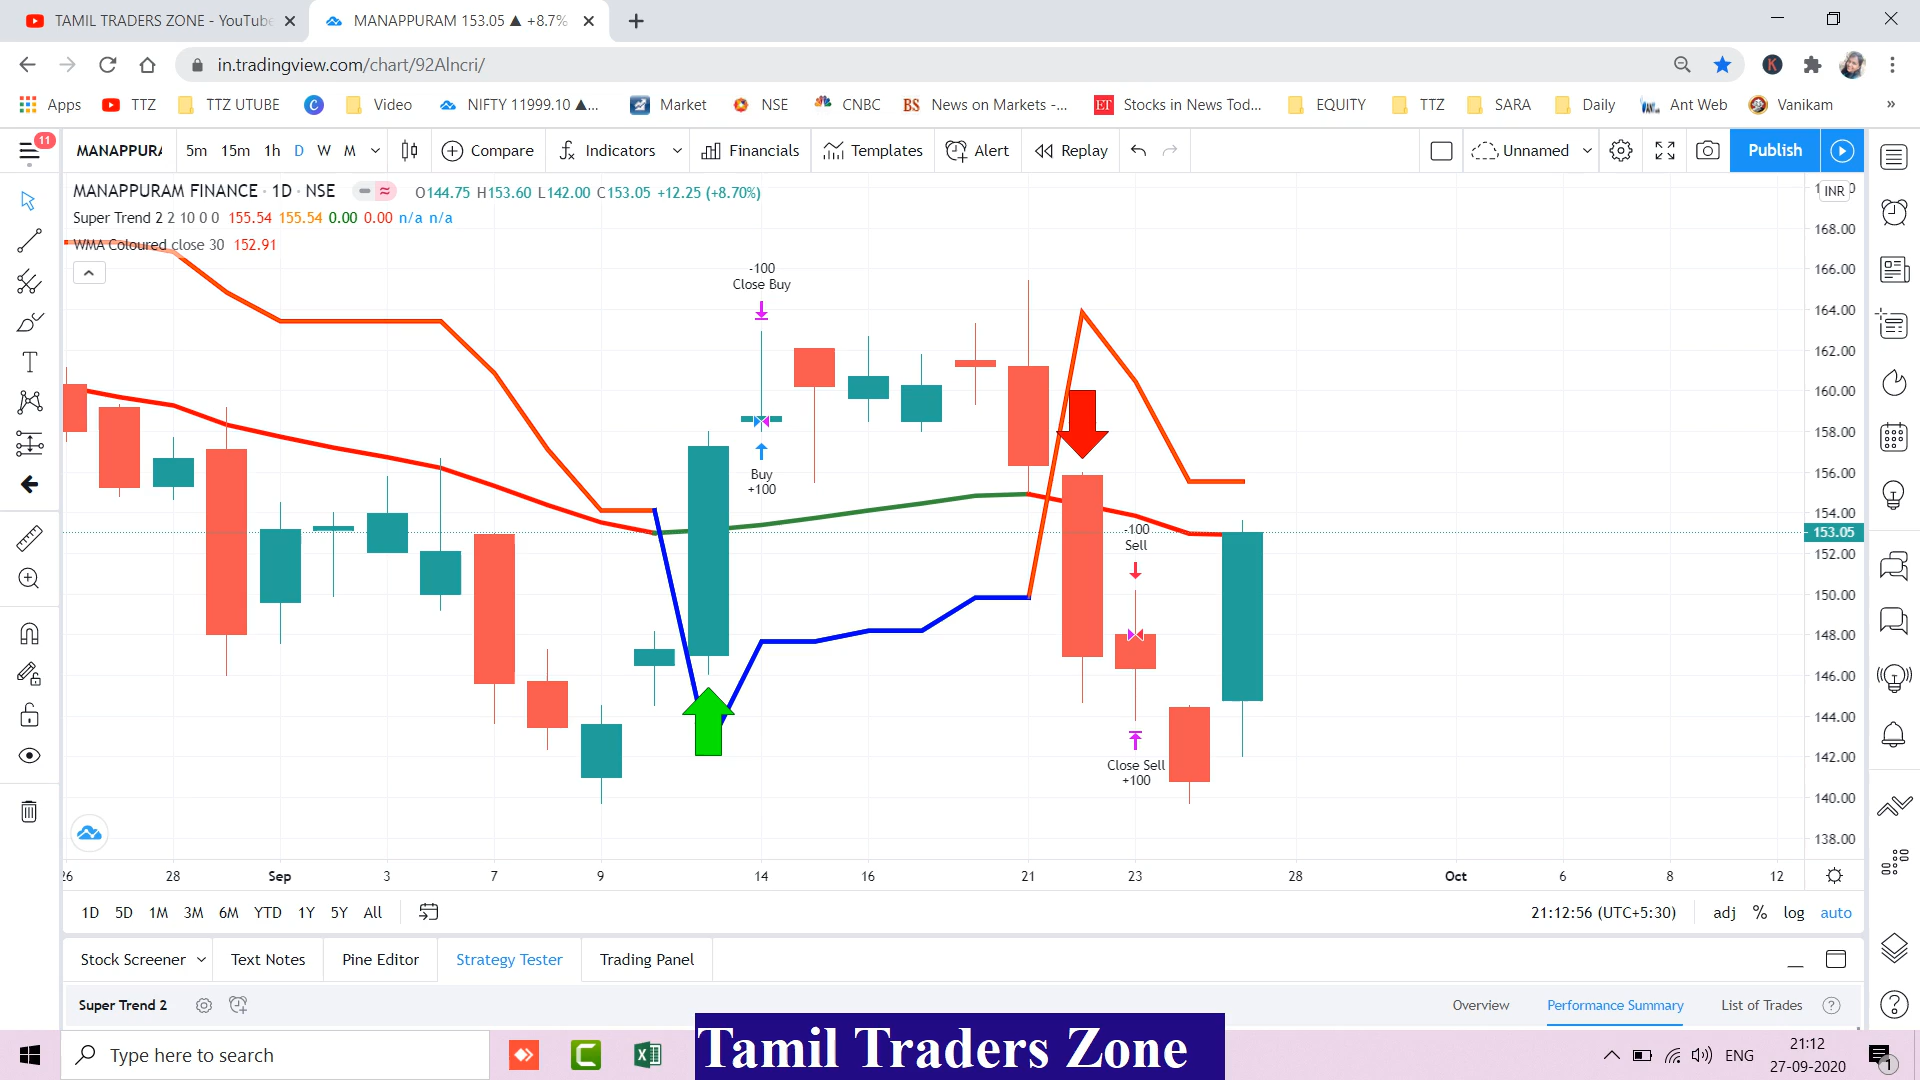 TAMIL TRADERS ZONE - YouTube
MANAPPURAM 153.05 ▲ +8.7%
in.tradingview.com/chart/92Alncri/
K
Apps
TTZ
TTZ UTUBE
C
Video
NIFTY 11999.10 ▲...
Market
NSE
CNBC
BS News on Markets -...
ET Stocks in News Tod...
EQUITY
TTZ
SARA
Daily
Ant Web
Vanikam
»
11
MANAPPURA
5m 15m 1h D W M
Compare
Indicators
Financials
Templates
Alert
Replay
Unnamed
Publish
MANAPPURAM FINANCE · 1D · NSE
O144.75 H153.60 L142.00 C153.05 +12.25 (+8.70%)
Super Trend 2 2 10 0 0 155.54 155.54 0.00 0.00 n/a n/a
WMA Coloured close 30 152.91
INR
168.00
166.00
164.00
162.00
160.00
158.00
156.00
154.00
153.05
152.00
150.00
148.00
146.00
144.00
142.00
140.00
138.00
-100
Close Buy
Buy
+100
-100
Sell
Close Sell
+100
26 28 Sep 3 7 9 14 16 21 23 28 Oct 6 8 12
1D 5D 1M 3M 6M YTD 1Y 5Y All
21:12:56 (UTC+5:30) adj % log auto
Stock Screener
Text Notes
Pine Editor
Strategy Tester
Trading Panel
Super Trend 2
Overview
Performance Summary
List of Trades
Type here to search
Tamil Traders Zone
ENG
21:12
27-09-2020
1